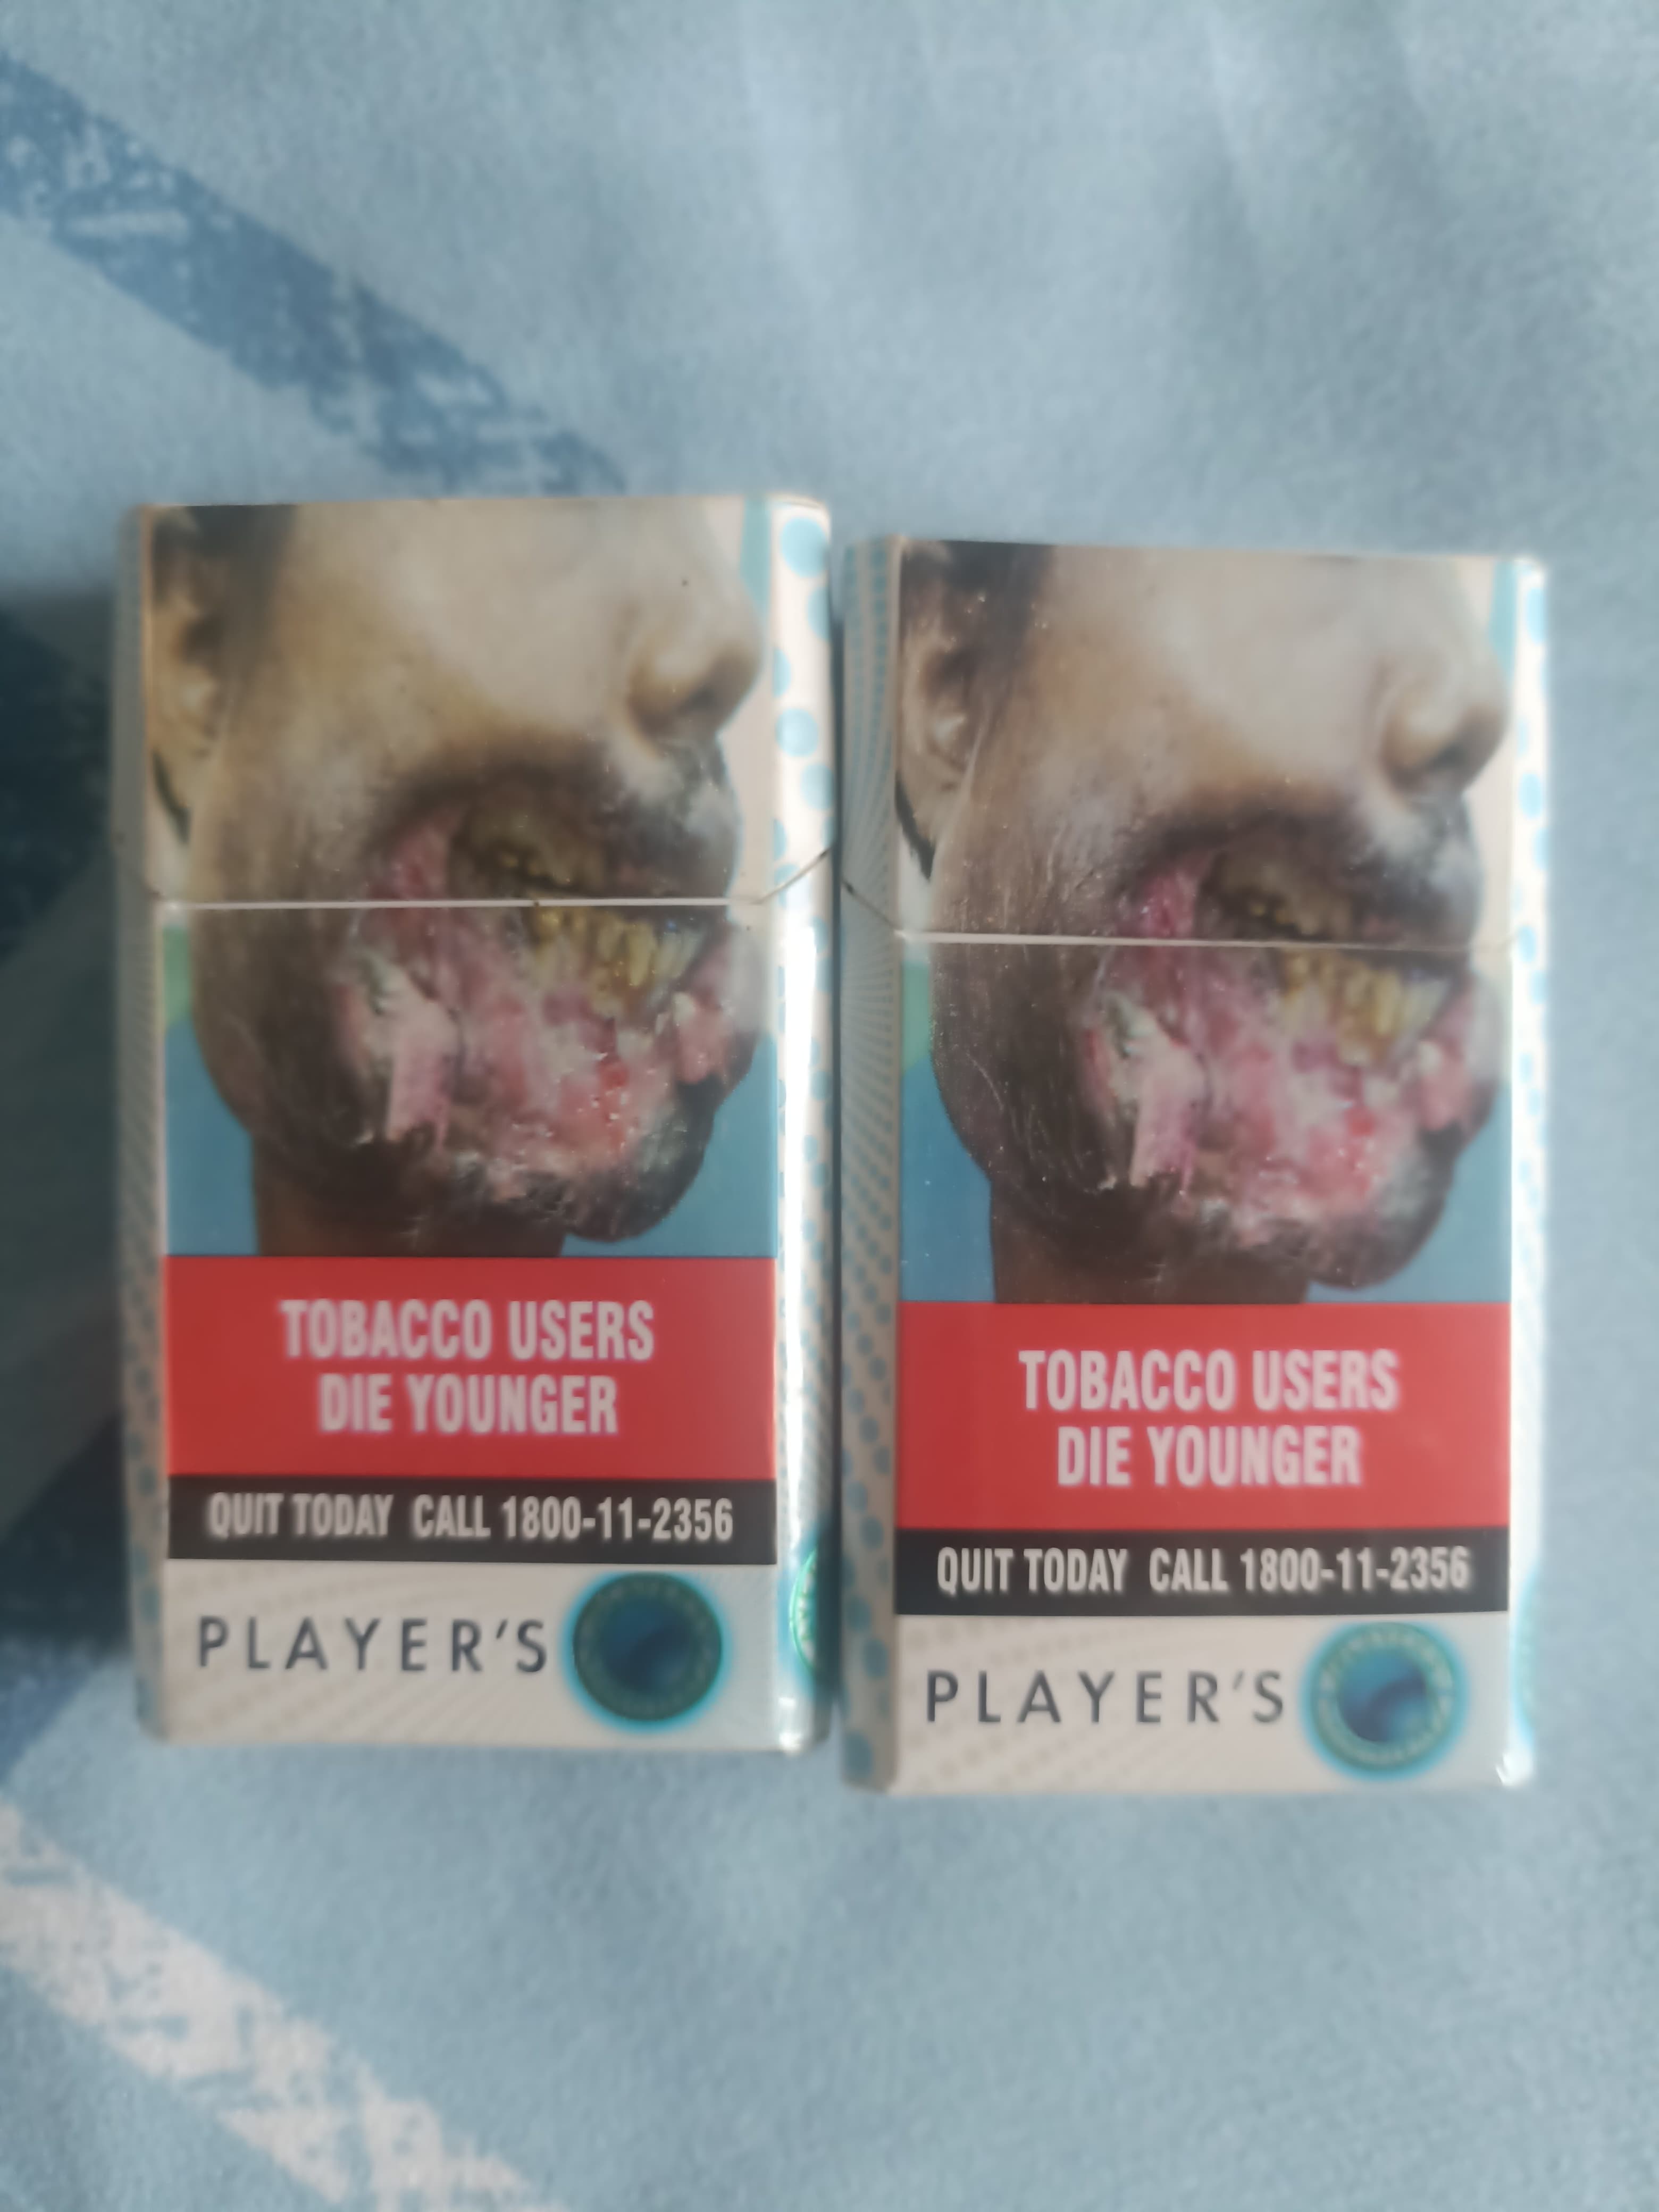 TOBACCO USERS
DIE YOUNGER
QUIT TODAY CALL 1800-11-2356
PLAYER'S
TOBACCO USERS
DIE YOUNGER
QUIT TODAY CALL 1800-11-2356
PLAYER'S